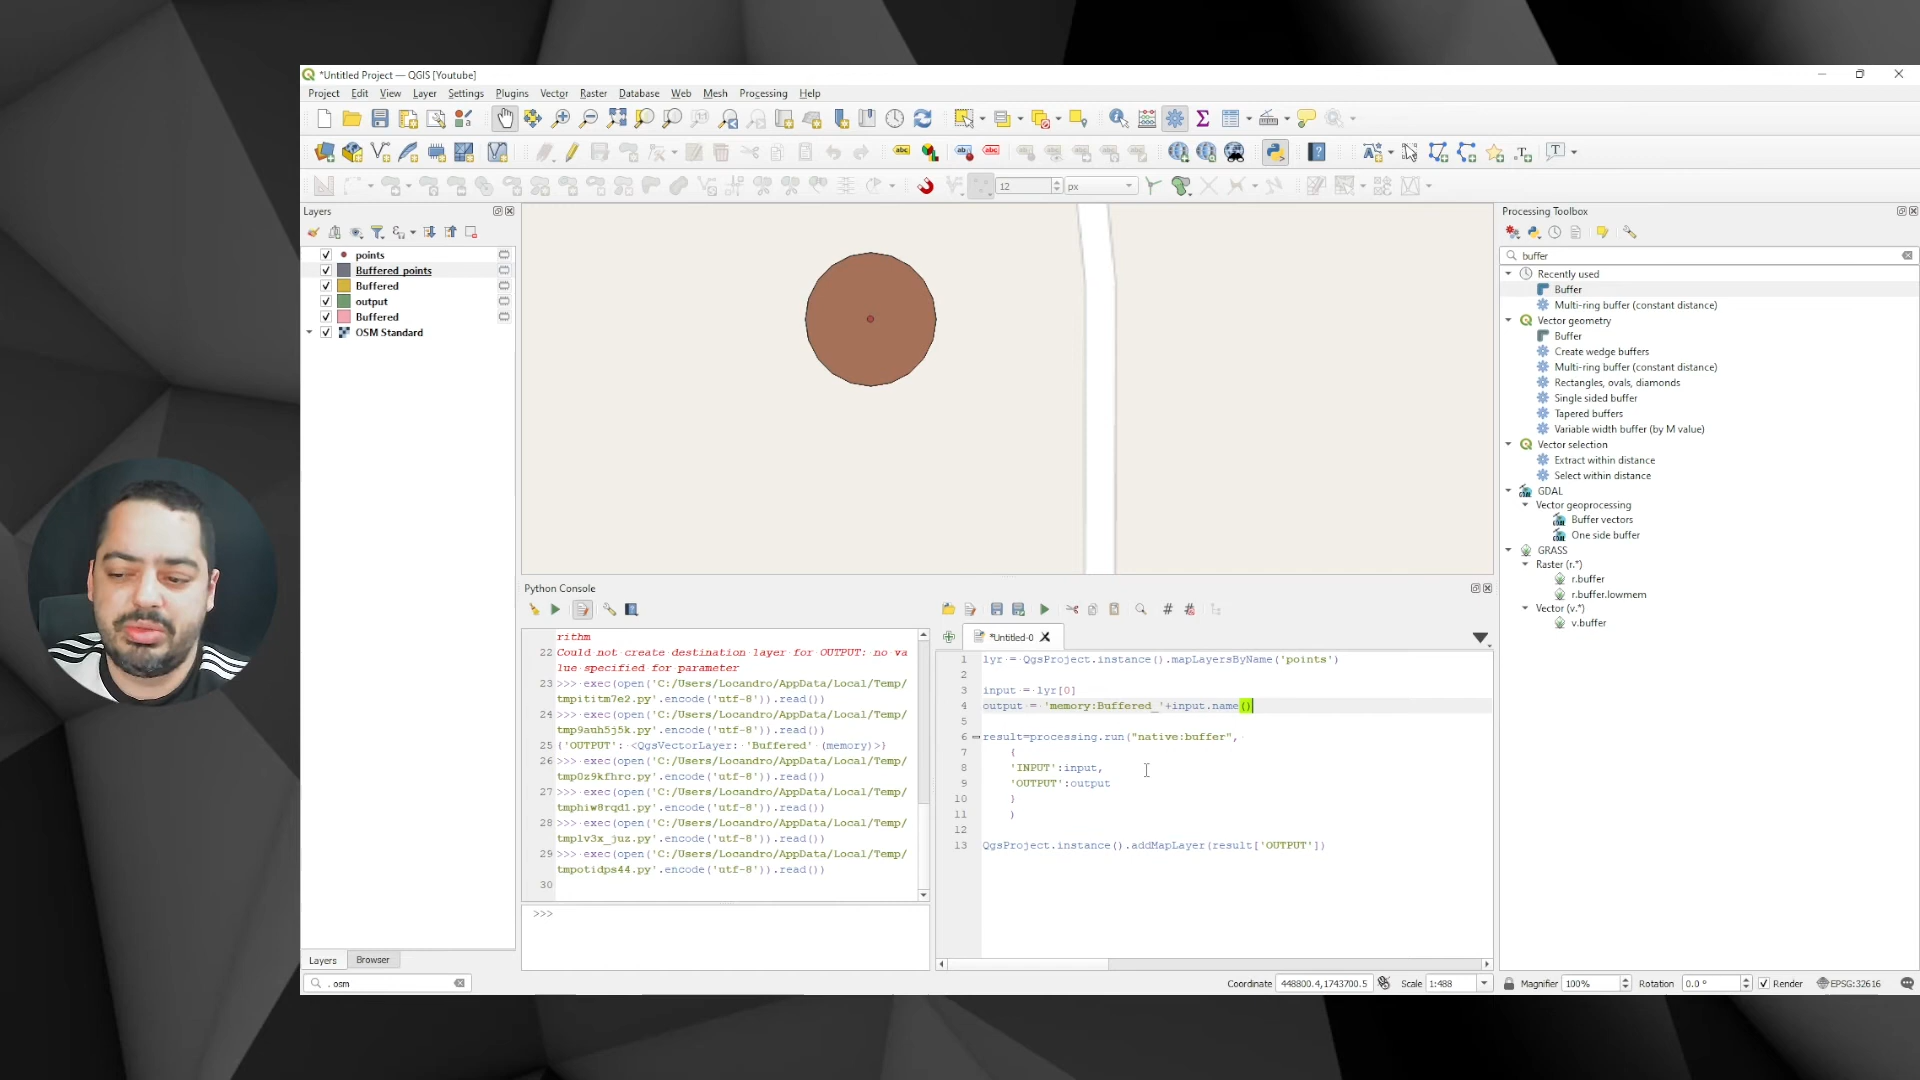 *Untitled Project — QGIS [Youtube]
Project Edit View Layer Settings Plugins Vector Raster Database Web Mesh Processing Help
12 px
Layers
points
Buffered_points
Buffered
output
Buffered
OSM Standard
Layers Browser
. osm
Python Console
rithm
22 Could not create destination layer for OUTPUT: no va
lue specified for parameter
23 >>> exec(open('C:/Users/Locandro/AppData/Local/Temp/
tmpititm7e2.py'.encode('utf-8')).read())
24 >>> exec(open('C:/Users/Locandro/AppData/Local/Temp/
tmp9auh5j5k.py'.encode('utf-8')).read())
25 {'OUTPUT': <QgsVectorLayer: 'Buffered' (memory)>}
26 >>> exec(open('C:/Users/Locandro/AppData/Local/Temp/
tmp0z9kfhrc.py'.encode('utf-8')).read())
27 >>> exec(open('C:/Users/Locandro/AppData/Local/Temp/
tmphiw8rqd1.py'.encode('utf-8')).read())
28 >>> exec(open('C:/Users/Locandro/AppData/Local/Temp/
tmplv3x_juz.py'.encode('utf-8')).read())
29 >>> exec(open('C:/Users/Locandro/AppData/Local/Temp/
tmpotidps44.py'.encode('utf-8')).read())
30
>>>
*Untitled-0
1 lyr = QgsProject.instance().mapLayersByName('points')
2
3 input = lyr[0]
4 output = 'memory:Buffered_'+input.name()
5
6 result=processing.run("native:buffer",
7 {
8 'INPUT':input,
9 'OUTPUT':output
10 }
11 )
12
13 QgsProject.instance().addMapLayer(result['OUTPUT'])
Processing Toolbox
buffer
Recently used
Buffer
Multi-ring buffer (constant distance)
Vector geometry
Buffer
Create wedge buffers
Multi-ring buffer (constant distance)
Rectangles, ovals, diamonds
Single sided buffer
Tapered buffers
Variable width buffer (by M value)
Vector selection
Extract within distance
Select within distance
GDAL
Vector geoprocessing
Buffer vectors
One side buffer
GRASS
Raster (r.*)
r.buffer
r.buffer.lowmem
Vector (v.*)
v.buffer
Coordinate 448800.4,1743700.5 Scale 1:488 Magnifier 100% Rotation 0.0 ° Render EPSG:32616